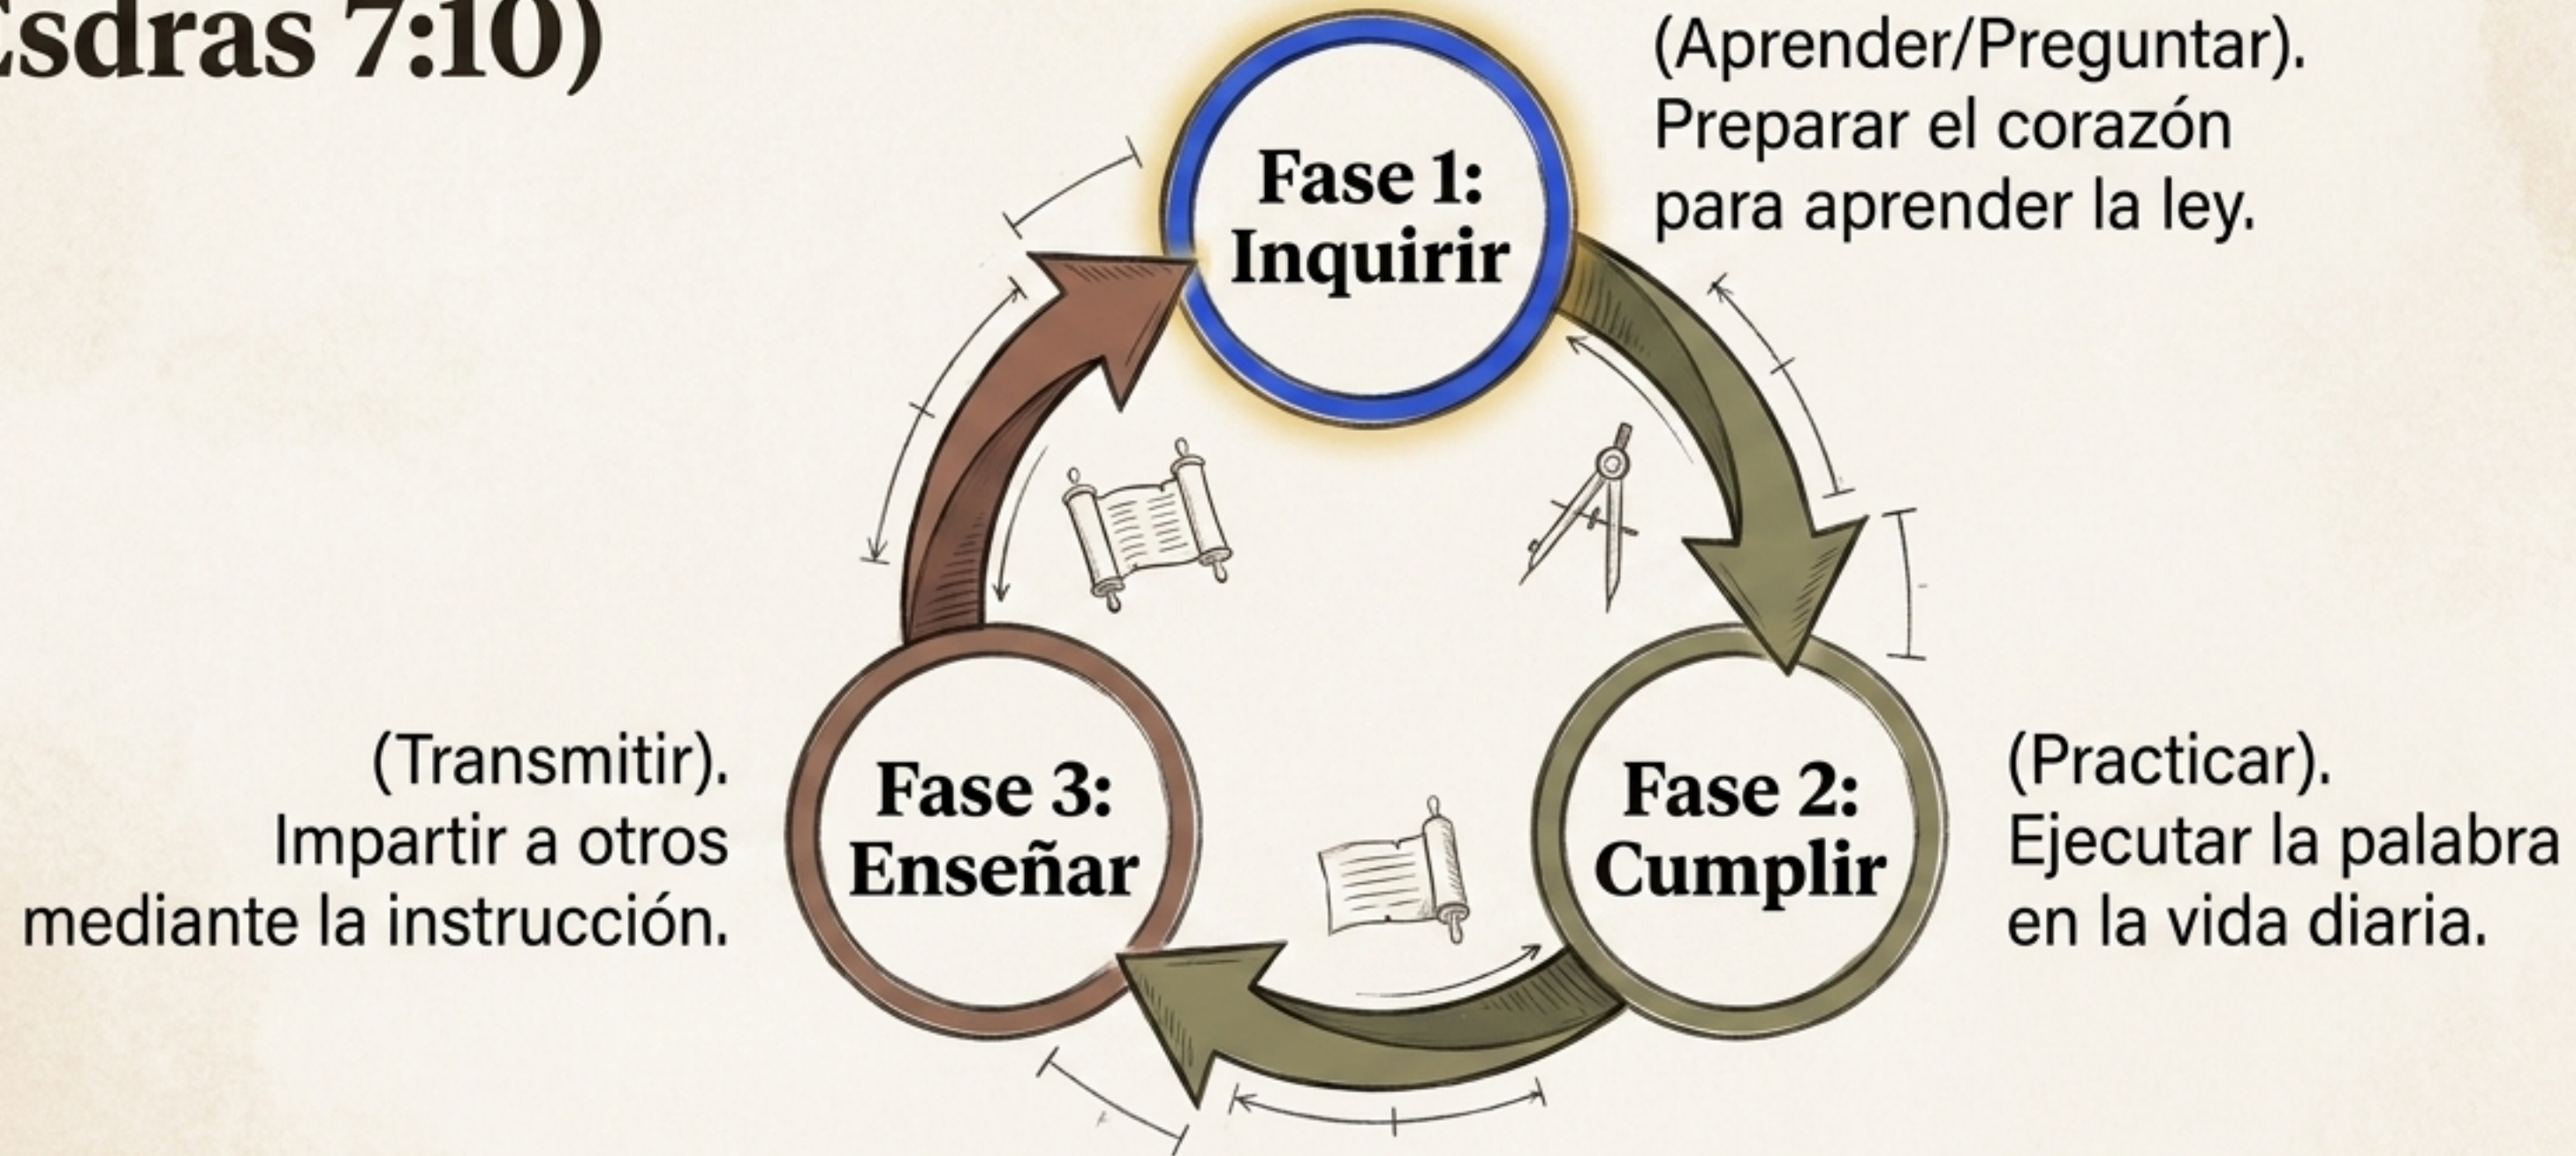 Esdras 7:10)
Fase 1:
Inquirir
(Aprender/Preguntar).
Preparar el corazón
para aprender la ley.
Fase 2:
Cumplir
(Practicar).
Ejecutar la palabra
en la vida diaria.
Fase 3:
Enseñar
(Transmitir).
Impartir a otros
mediante la instrucción.